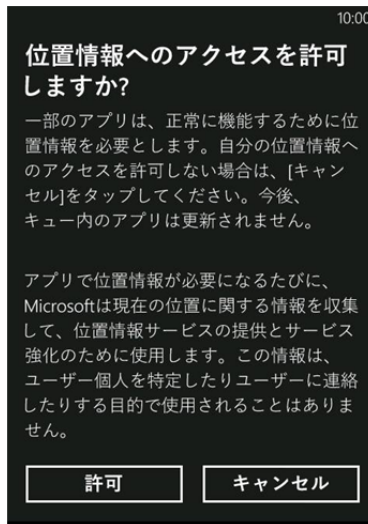 10:00
位置情報へのアクセスを許可
しますか?
一部のアプリは、正常に機能するために位
置情報を必要とします。自分の位置情報へ
のアクセスを許可しない場合は、[キャン
セル]をタップしてください。今後、
キュー内のアプリは更新されません。
アプリで位置情報が必要になるたびに、
Microsoftは現在の位置に関する情報を収集
して、位置情報サービスの提供とサービス
強化のために使用します。この情報は、
ユーザー個人を特定したりユーザーに連絡
したりする目的で使用されることはありま
せん。
許可
キャンセル